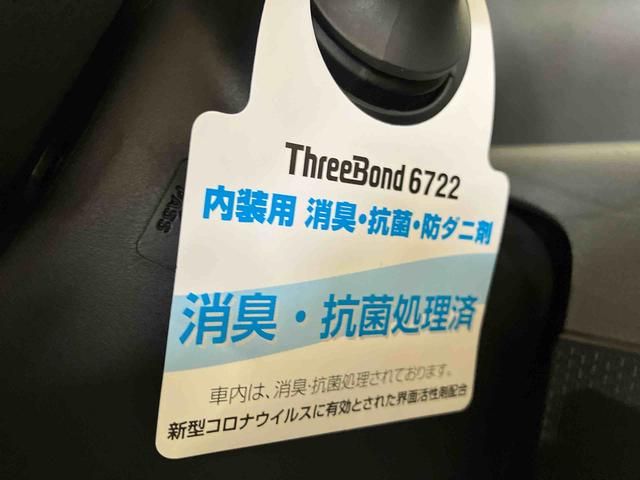 ThreeBond 6722
内装用 消臭・抗菌・防ダニ剤
消臭・抗菌処理済
車内は、消臭・抗菌処理されております。
新型コロナウイルスに有効とされた界面活性剤配合
PASS